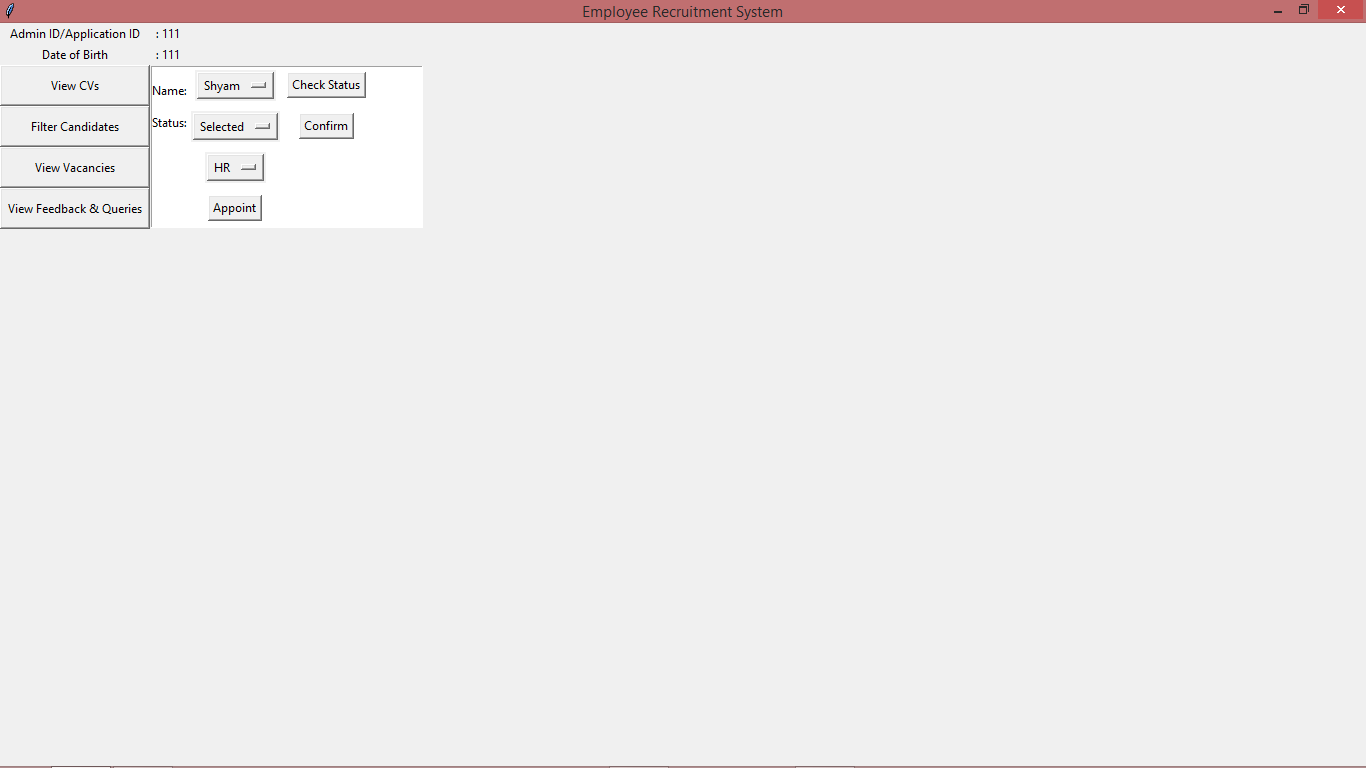 Employee Recruitment System
Admin ID/Application ID : 111
Date of Birth : 111
View CVs
Filter Candidates
View Vacancies
View Feedback & Queries
Name: Shyam Check Status
Status: Selected Confirm
HR
Appoint